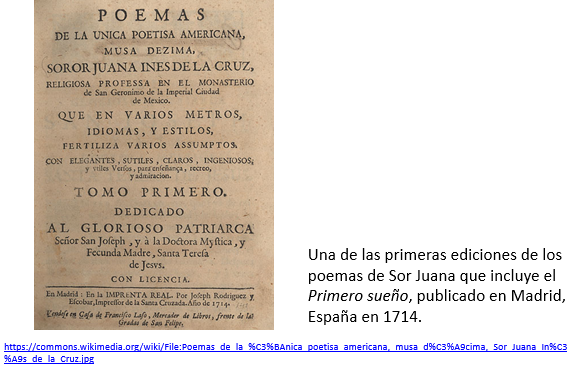 POEMAS
DE LA UNICA POETISA AMERICANA,
MUSA DEZIMA,
SOROR JUANA INES DE LA CRUZ,
RELIGIOSA PROFESSA EN EL MONASTERIO
de San Geronimo de la Imperial Ciudad
de Mexico.
QUE EN VARIOS METROS,
IDIOMAS, Y ESTILOS,
FERTILIZA VARIOS ASSUMPTOS,
CON ELEGANTES, SUTILES, CLAROS, INGENIOSOS,
y vtiles Versos, para enseñança, recreo,
y admiracion.
TOMO PRIMERO.
DEDICADO
AL GLORIOSO PATRIARCA
Señor San Joseph, y à la Doctora Mystica, y
Fecunda Madre, Santa Teresa
de Jesvs.
CON LICENCIA.
En Madrid: En la IMPRENTA REAL. Por Joseph Rodriguez y
Escobar, Impressor de la Santa Cruzada. Año de 1714.
Vendese en Casa de Francisco Laso, Mercader de Libros, frente de las
Gradas de San Felipe.
Una de las primeras ediciones de los
poemas de Sor Juana que incluye el
Primero sueño, publicado en Madrid,
España en 1714.
https://commons.wikimedia.org/wiki/File:Poemas_de_la_%C3%BAnica_poetisa_americana,_musa_d%C3%A9cima,_Sor_Juana_In%C3
%A9s_de_la_Cruz.jpg